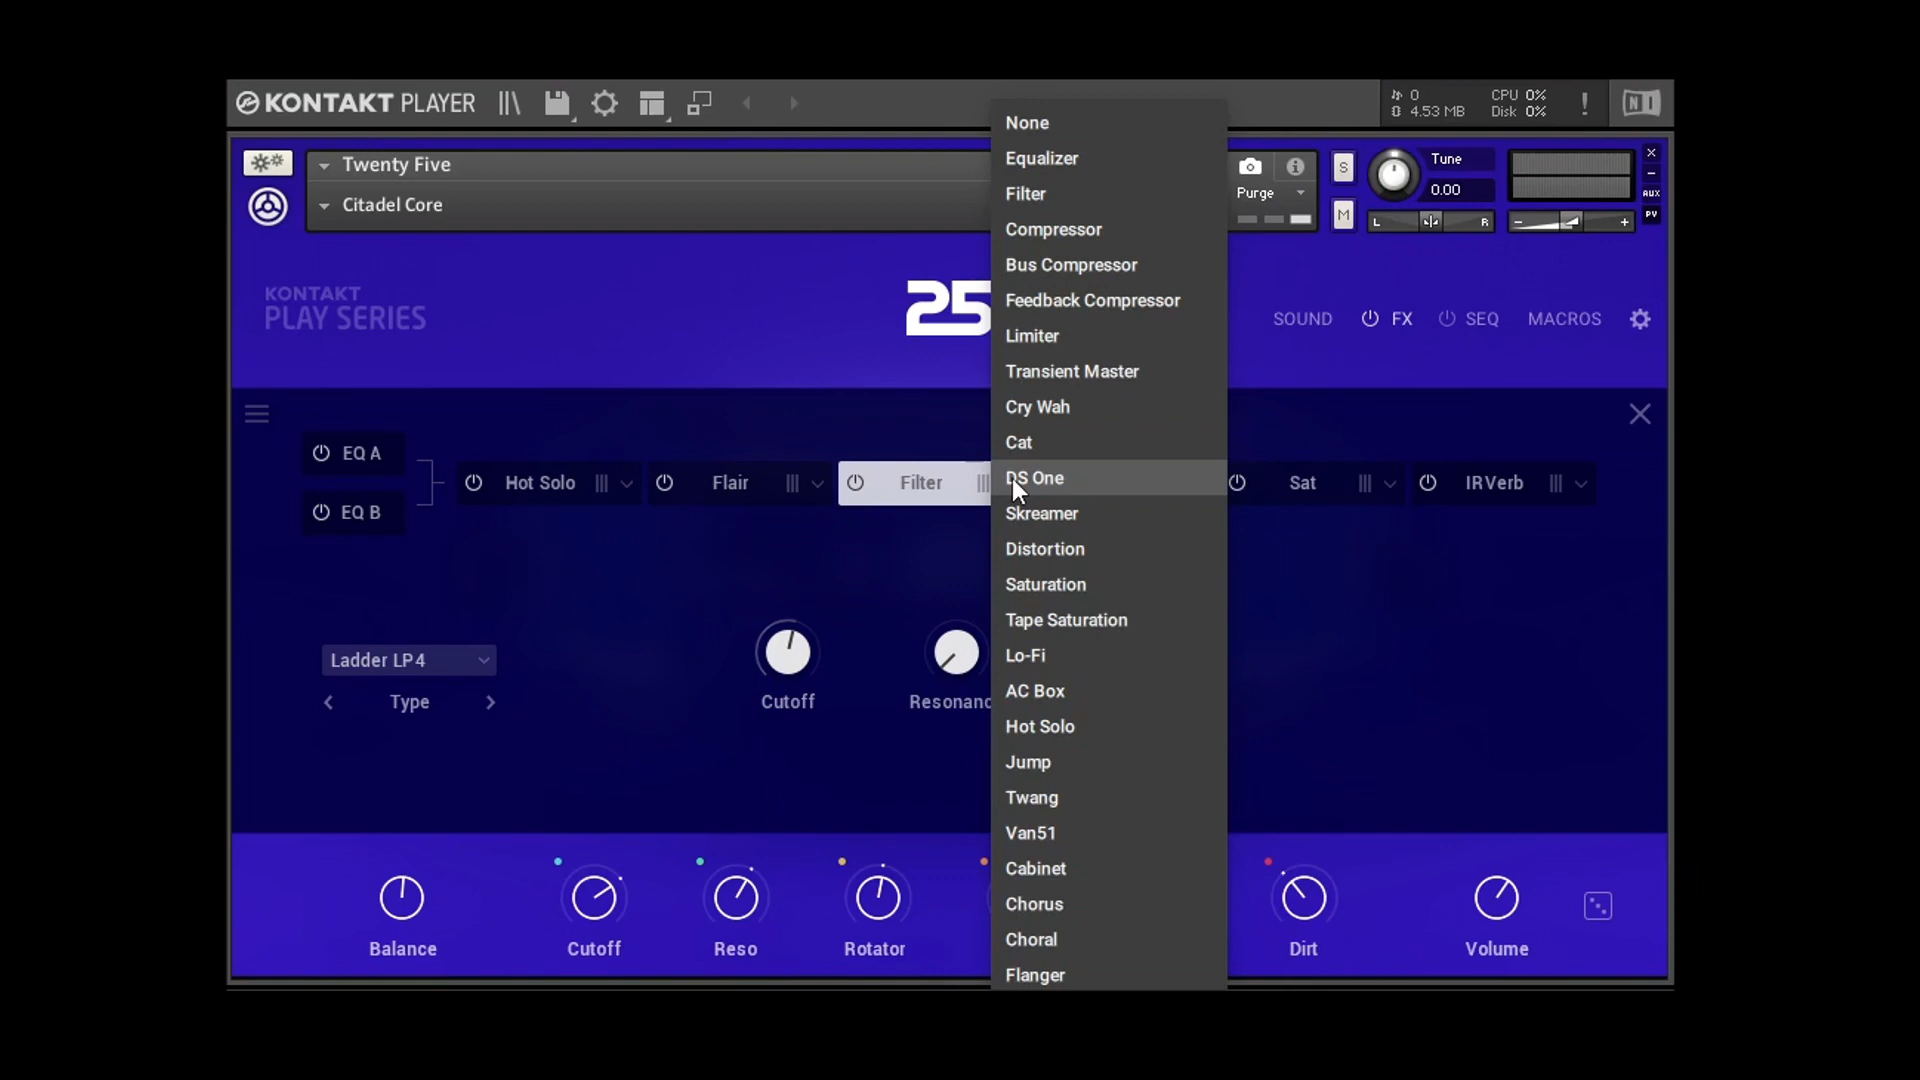 KONTAKT PLAYER
0
4.53 MB
CPU 0%
Disk 0%
!
NI
Twenty Five
Citadel Core
Purge
S
M
Tune
0.00
L
R
AUX
PV
KONTAKT
PLAY SERIES
25
SOUND
FX
SEQ
MACROS
None
Equalizer
Filter
Compressor
Bus Compressor
Feedback Compressor
Limiter
Transient Master
Cry Wah
Cat
DS One
Skreamer
Distortion
Saturation
Tape Saturation
Lo-Fi
AC Box
Hot Solo
Jump
Twang
Van51
Cabinet
Chorus
Choral
Flanger
EQ A
EQ B
Hot Solo
Flair
Filter
Sat
IRVerb
Ladder LP4
Type
Cutoff
Resonanc
Balance
Cutoff
Reso
Rotator
Dirt
Volume